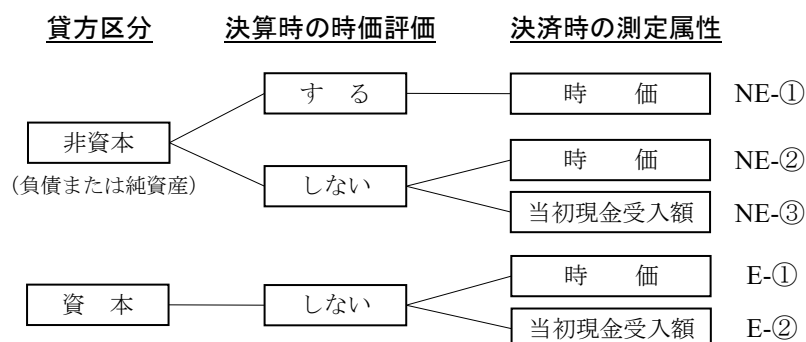 貸方区分 決算時の時価評価 決済時の測定属性
す る 時 価 NE-①
非資本
(負債または純資産)
しない 時 価 NE-②
当初現金受入額 NE-③
資 本 しない 時 価 E-①
当初現金受入額 E-②